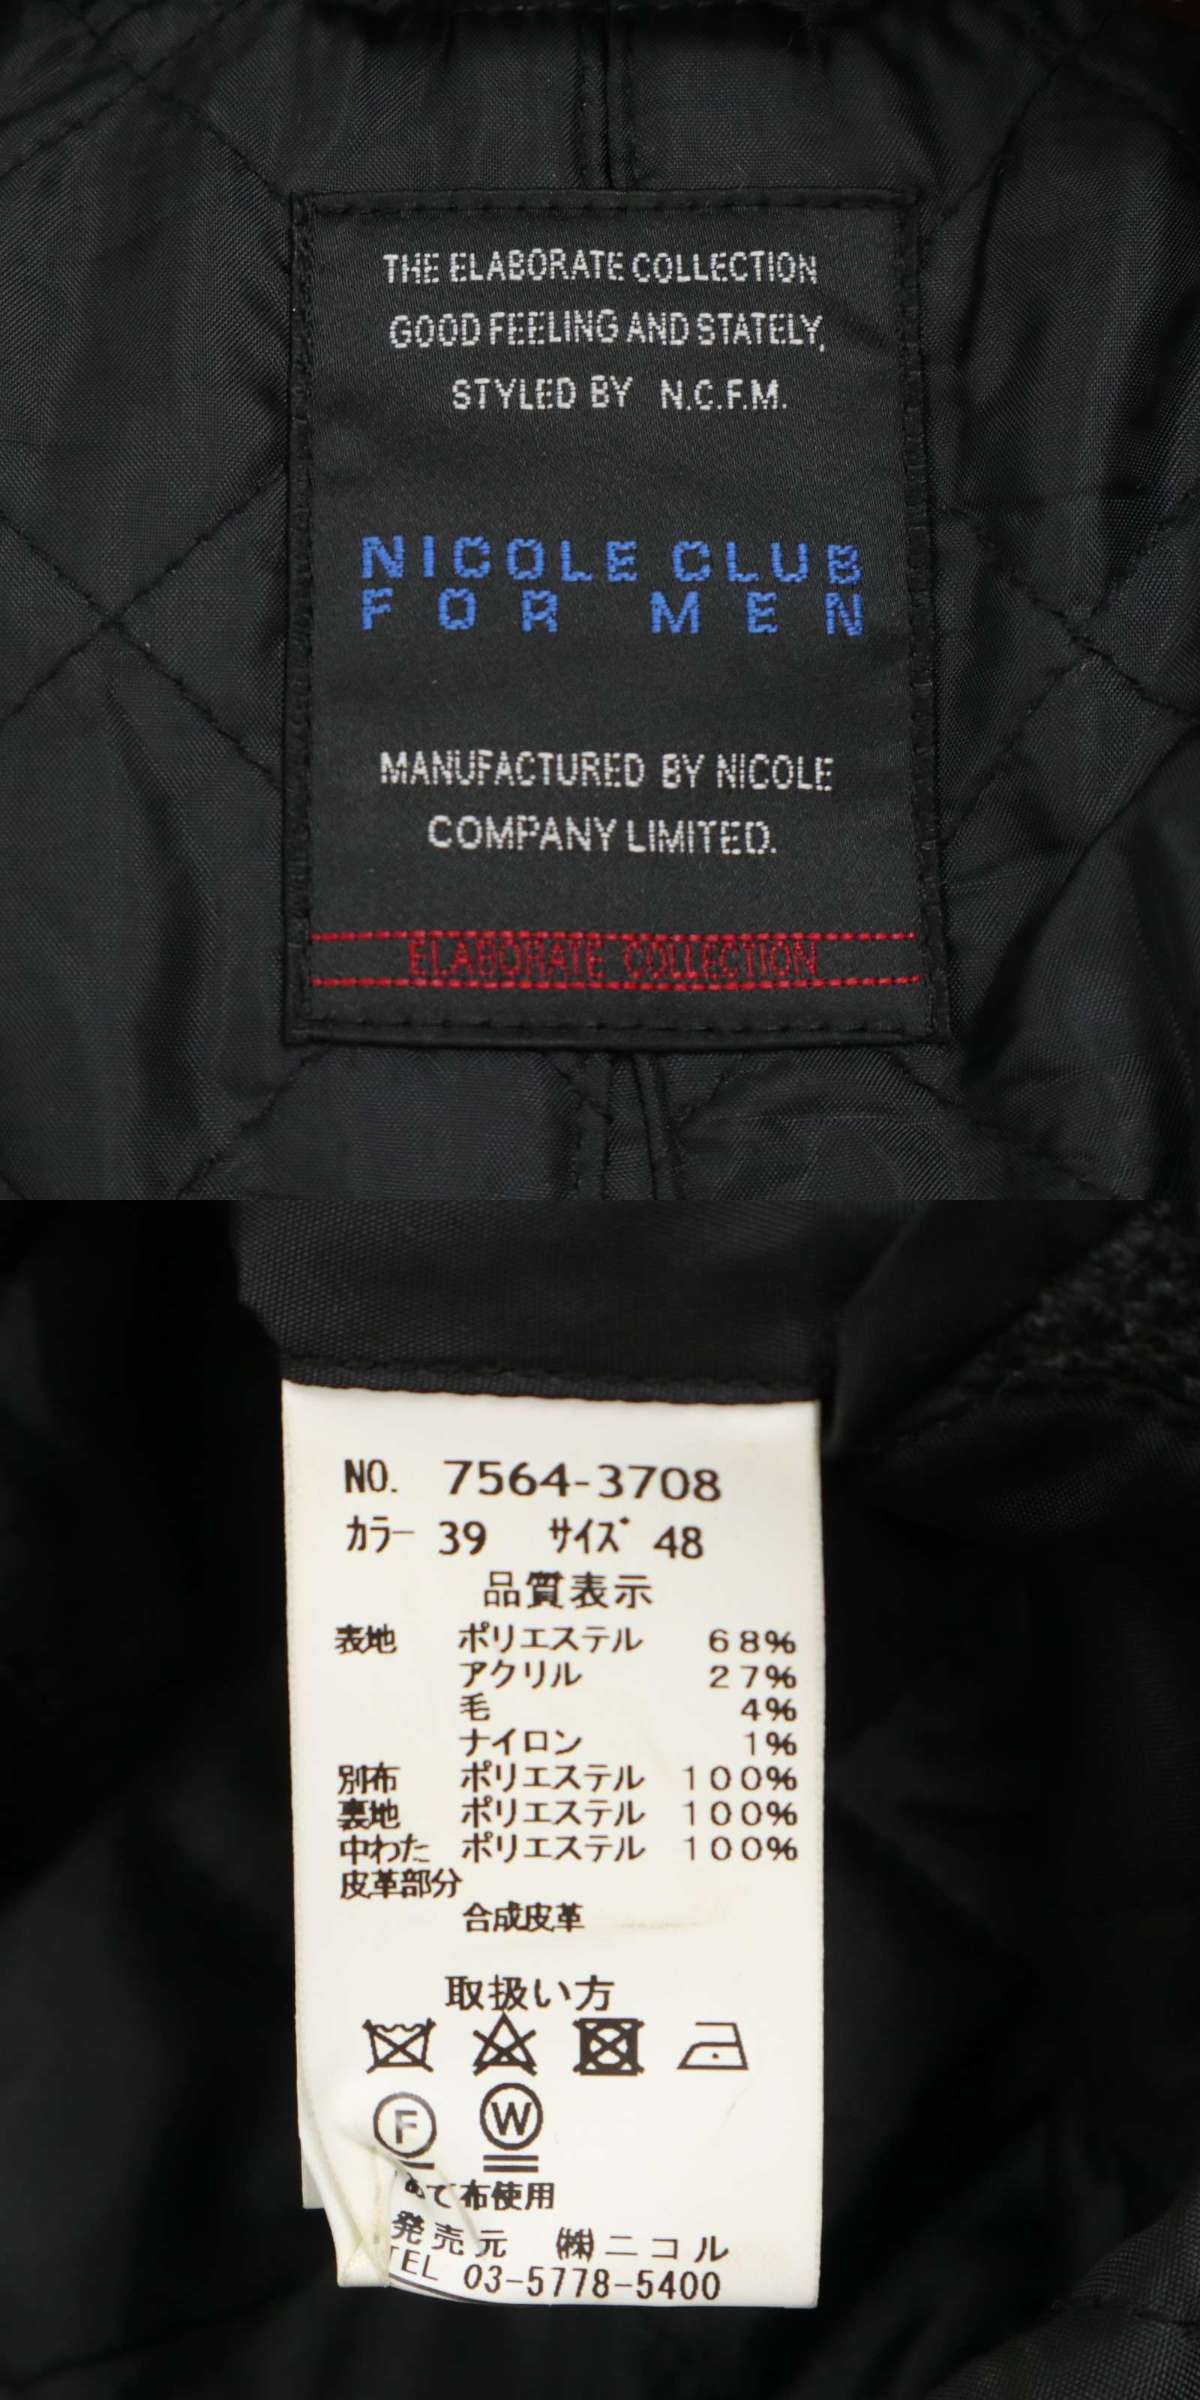 THE ELABORATE COLLECTION
GOOD FEELING AND STATELY,
STYLED BY N.C.F.M.
NICOLE CLUB
FOR MEN
MANUFACTURED BY NICOLE
COMPANY LIMITED.
ELABORATE COLLECTION
NO. 7564-3708
カラー 39 サイズ 48
品質表示
表地 ポリエステル 68%
アクリル 27%
毛 4%
ナイロン 1%
別布 ポリエステル 100%
裏地 ポリエステル 100%
中わた ポリエステル 100%
皮革部分
合成皮革
取扱い方
F W
て布使用
発売元 ㈱ニコル
TEL 03-5778-5400